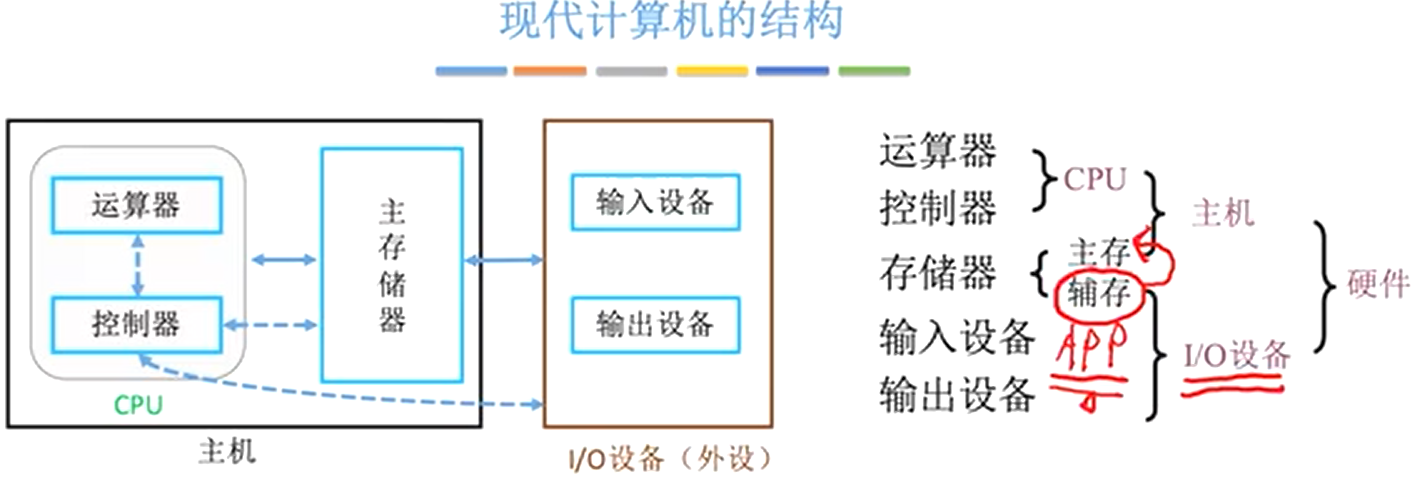 现代计算机的结构
运算器
控制器
CPU
主存储器
主机
输入设备
输出设备
I/O设备（外设）
运算器
控制器
存储器
输入设备
输出设备
CPU
主存
辅存
APP
主机
I/O设备
硬件